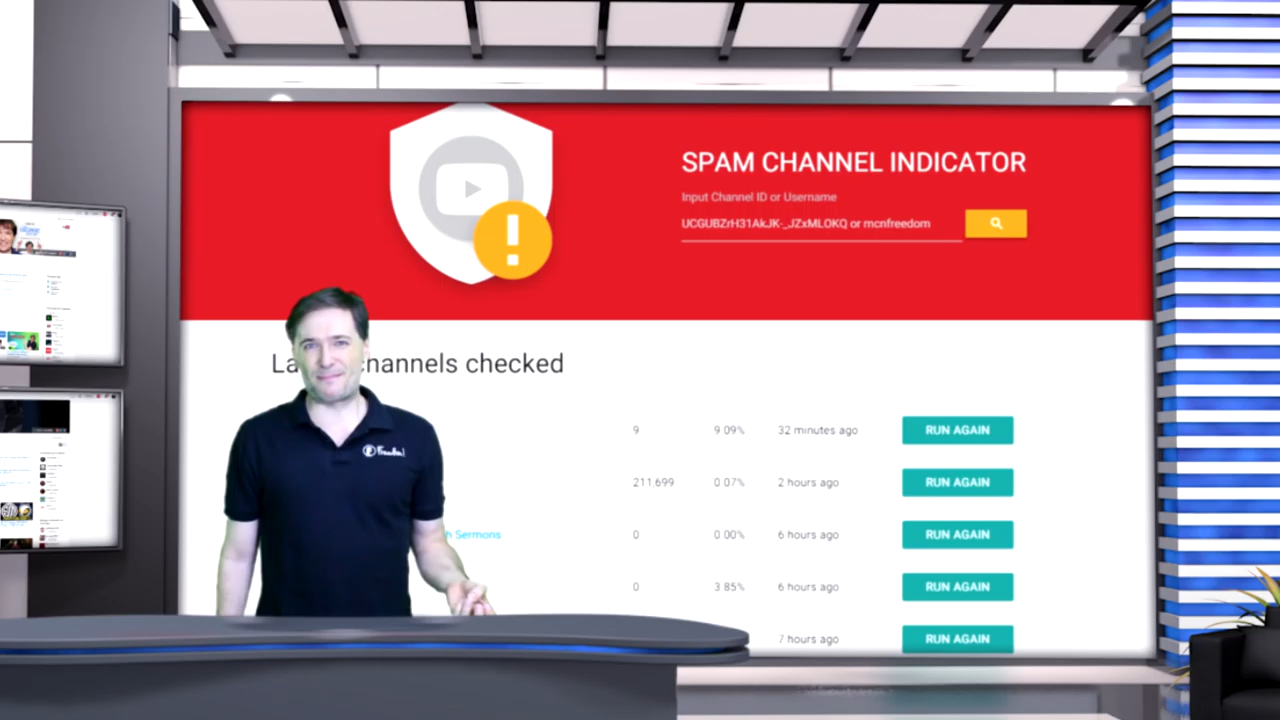 SPAM CHANNEL INDICATOR
Input Channel ID or Username
UCGUBZrH31AkJK-_JZxMLOKQ or mcnfreedom
channels checked
Freedom!
9 9.09% 32 minutes ago RUN AGAIN
211,699 0.07% 2 hours ago RUN AGAIN
Sermons 0 0.00% 6 hours ago RUN AGAIN
0 3.85% 6 hours ago RUN AGAIN
7 hours ago RUN AGAIN